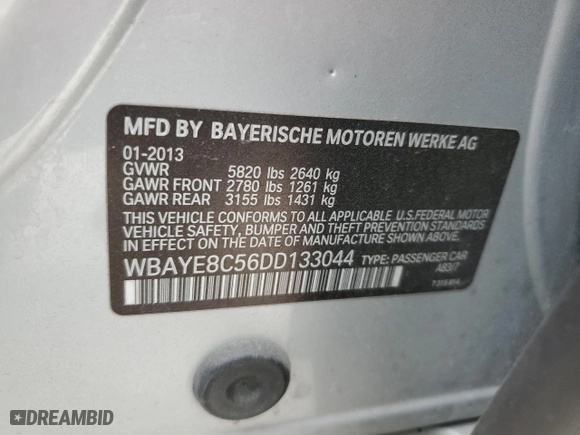 MFD BY BAYERISCHE MOTOREN WERKE AG
01-2013
GVWR 5820 lbs 2640 kg
GAWR FRONT 2780 lbs 1261 kg
GAWR REAR 3155 lbs 1431 kg
THIS VEHICLE CONFORMS TO ALL APPLICABLE U.S.FEDERAL MOTOR
VEHICLE SAFETY, BUMPER AND THEFT PREVENTION STANDARDS
IN EFFECT ON THE DATE OF MANUFACTURE SHOWN ABOVE.
WBAYE8C56DD133044 TYPE: PASSENGER CAR
A83/7
DREAMBID